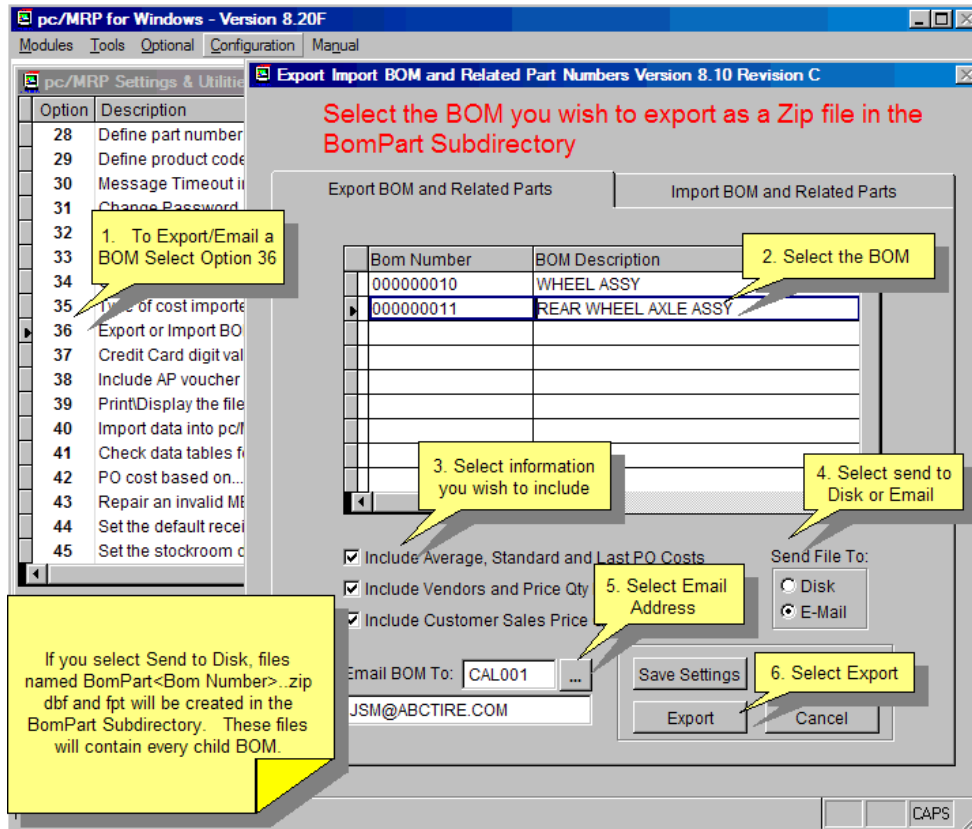 pc/MRP for Windows - Version 8.20F
Modules Tools Optional Configuration Manual
pc/MRP Settings & Utilitie
Option Description
28 Define part number
29 Define product code
30 Message Timeout i
31 Change Password
32
33
34
35 Type of cost importe
36 Export or Import BO
37 Credit Card digit val
38 Include AP voucher
39 Print\Display the file
40 Import data into pc/
41 Check data tables f
42 PO cost based on...
43 Repair an invalid M
44 Set the default recei
45 Set the stockroom
1. To Export/Email a
BOM Select Option 36
Export Import BOM and Related Part Numbers Version 8.10 Revision C
Select the BOM you wish to export as a Zip file in the
BomPart Subdirectory
Export BOM and Related Parts
Import BOM and Related Parts
Bom Number BOM Description
000000010 WHEEL ASSY
000000011 REAR WHEEL AXLE ASSY
2. Select the BOM
3. Select information
you wish to include
4. Select send to
Disk or Email
Include Average, Standard and Last PO Costs
Include Vendors and Price Qty
Include Customer Sales Price
Send File To:
Disk
E-Mail
5. Select Email
Address
Email BOM To: CAL001 ...
JSM@ABCTIRE.COM
Save Settings
6. Select Export
Export
Cancel
If you select Send to Disk, files
named BomPart<Bom Number>..zip
dbf and fpt will be created in the
BomPart Subdirectory. These files
will contain every child BOM.
CAPS